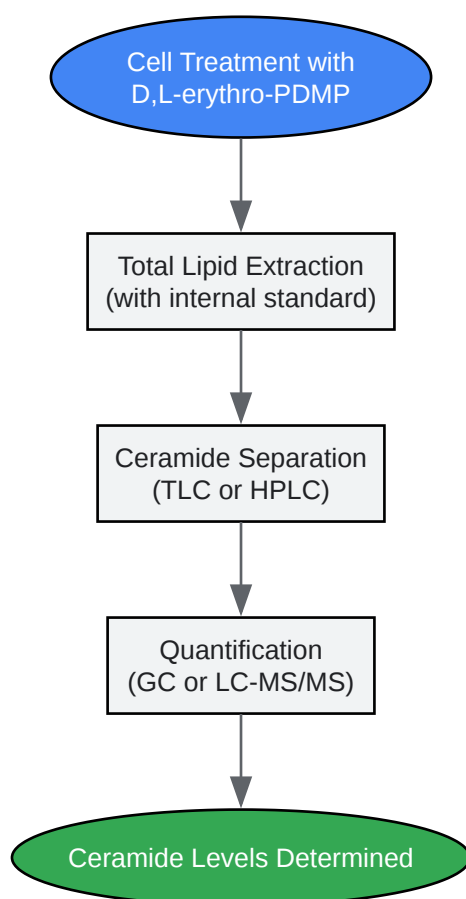 Cell Treatment with
D,L-erythro-PDMP
Total Lipid Extraction
(with internal standard)
Ceramide Separation
(TLC or HPLC)
Quantification
(GC or LC-MS/MS)
Ceramide Levels Determined